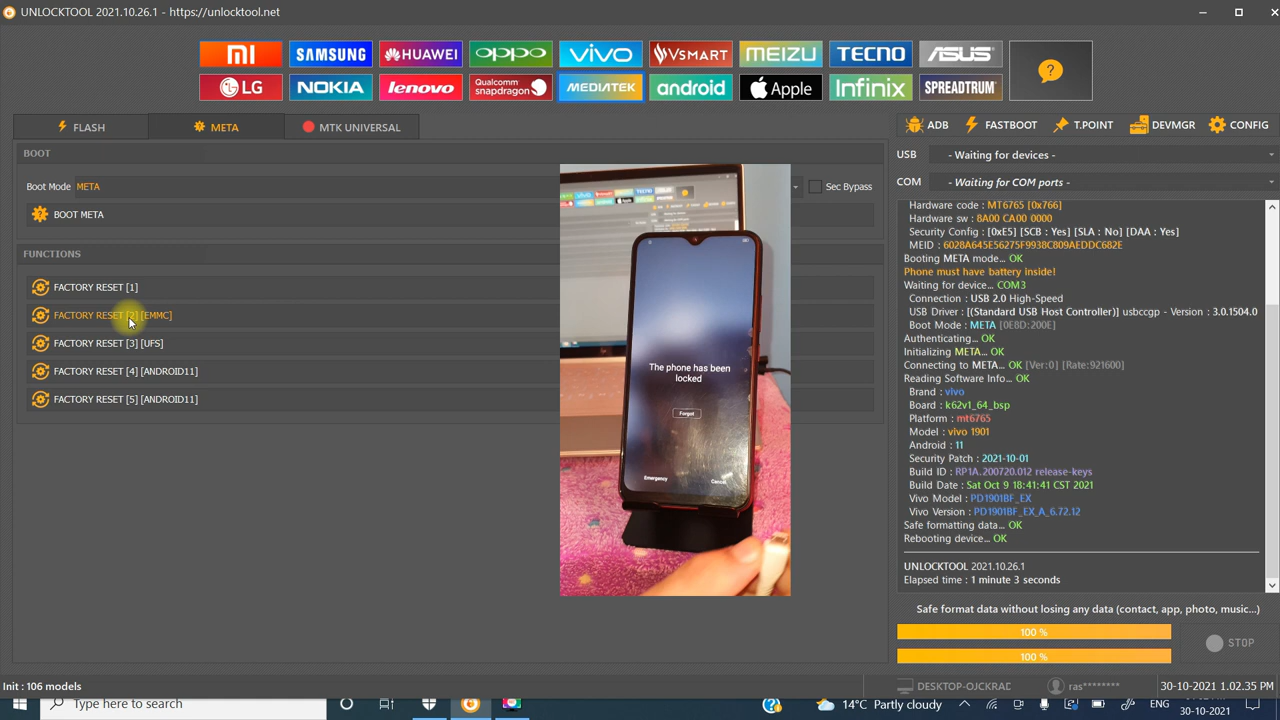 UNLOCKTOOL 2021.10.26.1 - https://unlocktool.net
mi SAMSUNG HUAWEI oppo vivo VSMART MEIZU TECNO ASUS
LG NOKIA lenovo Qualcomm snapdragon MEDIATEK android Apple Infinix SPREADTRUM
?
FLASH META MTK UNIVERSAL
ADB FASTBOOT T.POINT DEVMGR CONFIG
BOOT
Boot Mode META
Sec Bypass
BOOT META
FUNCTIONS
FACTORY RESET [1]
FACTORY RESET [2] [EMMC]
FACTORY RESET [3] [UFS]
FACTORY RESET [4] [ANDROID11]
FACTORY RESET [5] [ANDROID11]
The phone has been
locked
Forgot
Emergency Cancel
USB - Waiting for devices -
COM - Waiting for COM ports -
Hardware code : MT6765 [0x766]
Hardware sw : 8A00 CA00 0000
Security Config : [0xE5] [SCB : Yes] [SLA : No] [DAA : Yes]
MEID : 6028A645E56275F9938C809AEDDC682E
Booting META mode... OK
Phone must have battery inside!
Waiting for device... COM3
Connection : USB 2.0 High-Speed
USB Driver : [(Standard USB Host Controller)] usbccgp - Version : 3.0.1504.0
Boot Mode : META [0E8D:200E]
Authenticating... OK
Initializing META... OK
Connecting to META... OK [Ver:0] [Rate:921600]
Reading Software Info... OK
Brand : vivo
Board : k62v1_64_bsp
Platform : mt6765
Model : vivo 1901
Android : 11
Security Patch : 2021-10-01
Build ID : RP1A.200720.012 release-keys
Build Date : Sat Oct 9 18:41:41 CST 2021
Vivo Model : PD1901BF_EX
Vivo Version : PD1901BF_EX_A_6.72.12
Safe formatting data... OK
Rebooting device... OK
UNLOCKTOOL 2021.10.26.1
Elapsed time : 1 minute 3 seconds
Safe format data without losing any data (contact, app, photo, music...)
100 %
100 %
STOP
Init : 106 models
DESKTOP-OJCKRAD
ras********
30-10-2021 1.02.35 PM
Type here to search
14°C Partly cloudy
ENG
30-10-2021